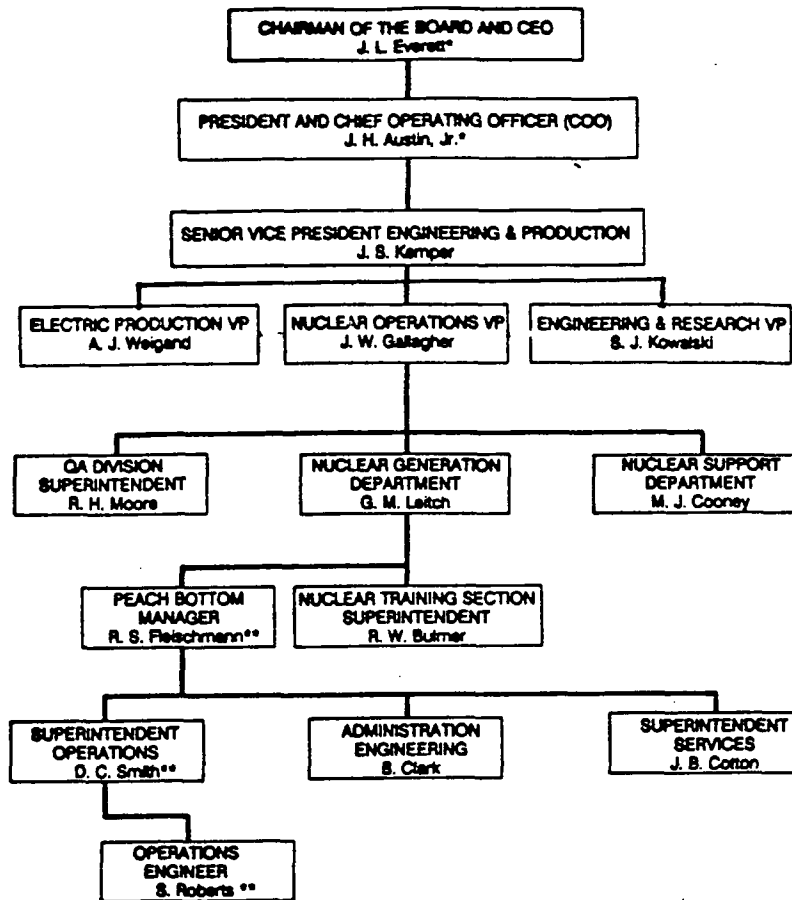 CHAIRMAN OF THE BOARD AND CEO
J. L. Everett*
PRESIDENT AND CHIEF OPERATING OFFICER (COO)
J. H. Austin, Jr.*
SENIOR VICE PRESIDENT ENGINEERING & PRODUCTION
J. S. Kemper
ELECTRIC PRODUCTION VP
A. J. Weigand
NUCLEAR OPERATIONS VP
J. W. Gallagher
ENGINEERING & RESEARCH VP
S. J. Kowalski
QA DIVISION
SUPERINTENDENT
R. H. Moore
NUCLEAR GENERATION
DEPARTMENT
G. M. Leitch
NUCLEAR SUPPORT
DEPARTMENT
M. J. Cooney
PEACH BOTTOM
MANAGER
R. S. Fleischmann**
NUCLEAR TRAINING SECTION
SUPERINTENDENT
R. W. Bulmer
SUPERINTENDENT
OPERATIONS
D. C. Smith**
ADMINISTRATION
ENGINEERING
B. Clark
SUPERINTENDENT
SERVICES
J. B. Cotton
OPERATIONS
ENGINEER
S. Roberts **